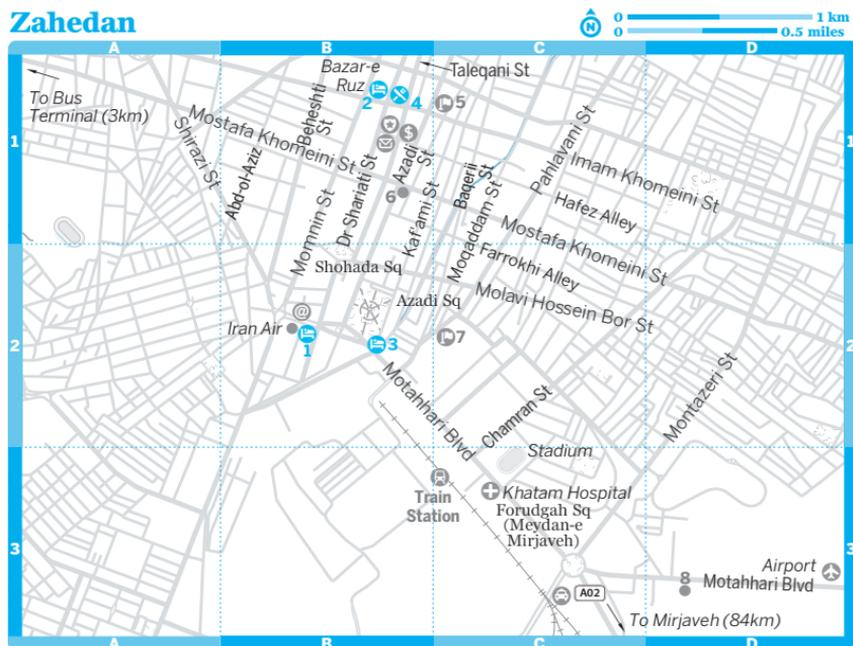 Zahedan
N
0 1 km
0 0.5 miles
A B C D
Bazar-e
Ruz
Taleqani St
To Bus
Terminal (3km)
2
4
5
1
1
Mostafa Khomeini St
Beheshti
St
Shirazi St
Abd-ol-Aziz
$
Azadi
St
Dr Shariati St
Momnin St
6
Kaf'ami St
Baqerii
St
Moqaddam St
Pahlavani St
Imam Khomeini St
Hafez Alley
Mostafa Khomeini St
Farrokhi Alley
Molavi Hossein Bor St
Shohada Sq
Azadi Sq
@
Iran Air
1
3
7
2
2
Motahhari Blvd
Chamran St
Montazeri St
Stadium
Train
Station
Khatam Hospital
Forudgah Sq
(Meydan-e
Mirjaveh)
3
3
Airport
8
Motahhari Blvd
A02
To Mirjaveh (84km)
A B C D